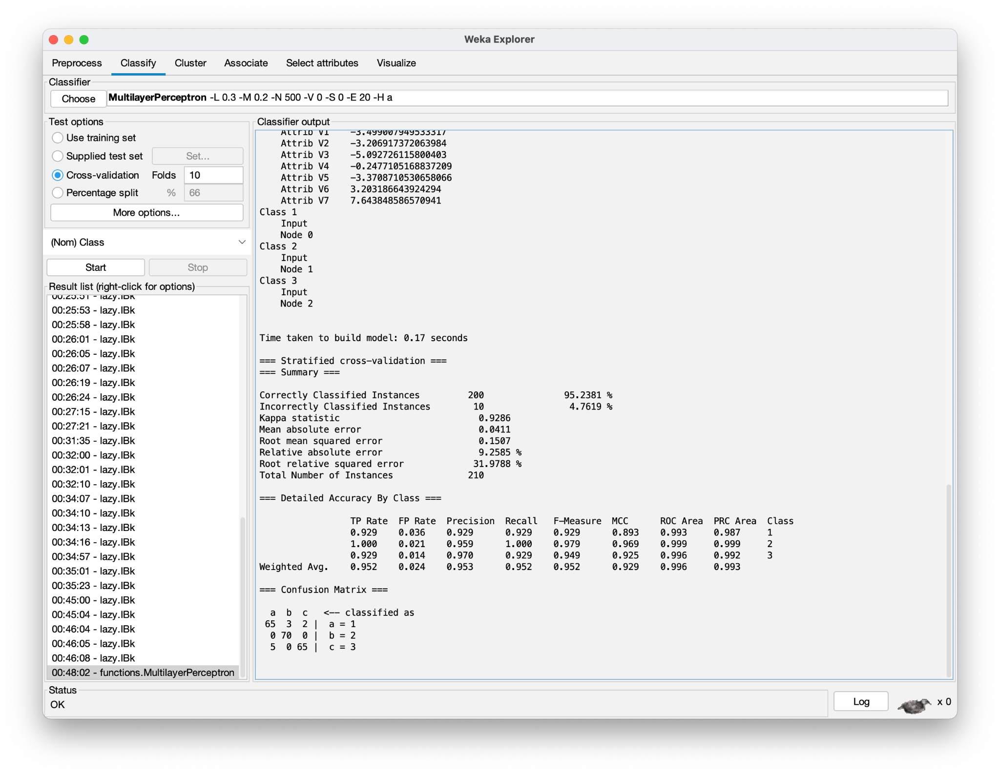 Weka Explorer
Preprocess Classify Cluster Associate Select attributes Visualize
Classifier
Choose MultilayerPerceptron -L 0.3 -M 0.2 -N 500 -V 0 -S 0 -E 20 -H a
Test options
Use training set
Supplied test set Set...
Cross-validation Folds 10
Percentage split % 66
More options...
(Nom) Class
Start Stop
Result list (right-click for options)
00:25:51 - lazy.IBk
00:25:53 - lazy.IBk
00:25:58 - lazy.IBk
00:26:01 - lazy.IBk
00:26:05 - lazy.IBk
00:26:07 - lazy.IBk
00:26:19 - lazy.IBk
00:26:24 - lazy.IBk
00:27:15 - lazy.IBk
00:27:21 - lazy.IBk
00:31:35 - lazy.IBk
00:32:00 - lazy.IBk
00:32:01 - lazy.IBk
00:32:10 - lazy.IBk
00:34:07 - lazy.IBk
00:34:10 - lazy.IBk
00:34:13 - lazy.IBk
00:34:16 - lazy.IBk
00:34:57 - lazy.IBk
00:35:01 - lazy.IBk
00:35:23 - lazy.IBk
00:45:00 - lazy.IBk
00:45:04 - lazy.IBk
00:46:04 - lazy.IBk
00:46:05 - lazy.IBk
00:46:08 - lazy.IBk
00:48:02 - functions.MultilayerPerceptron
Classifier output
Attrib V1 -3.499007949533317
Attrib V2 -3.206917372063984
Attrib V3 -5.092726115800403
Attrib V4 -0.2477105168837209
Attrib V5 -3.3708710530658066
Attrib V6 3.203186643924294
Attrib V7 7.643848586570941
Class 1
Input
Node 0
Class 2
Input
Node 1
Class 3
Input
Node 2
Time taken to build model: 0.17 seconds
=== Stratified cross-validation ===
=== Summary ===
Correctly Classified Instances 200 95.2381 %
Incorrectly Classified Instances 10 4.7619 %
Kappa statistic 0.9286
Mean absolute error 0.0411
Root mean squared error 0.1507
Relative absolute error 9.2585 %
Root relative squared error 31.9788 %
Total Number of Instances 210
=== Detailed Accuracy By Class ===
TP Rate FP Rate Precision Recall F-Measure MCC ROC Area PRC Area Class
0.929 0.036 0.929 0.929 0.929 0.893 0.993 0.987 1
1.000 0.021 0.959 1.000 0.979 0.969 0.999 0.999 2
0.929 0.014 0.970 0.929 0.949 0.925 0.996 0.992 3
Weighted Avg. 0.952 0.024 0.953 0.952 0.952 0.929 0.996 0.993
=== Confusion Matrix ===
a b c <-- classified as
65 3 2 | a = 1
0 70 0 | b = 2
5 0 65 | c = 3
Status
OK
Log x 0